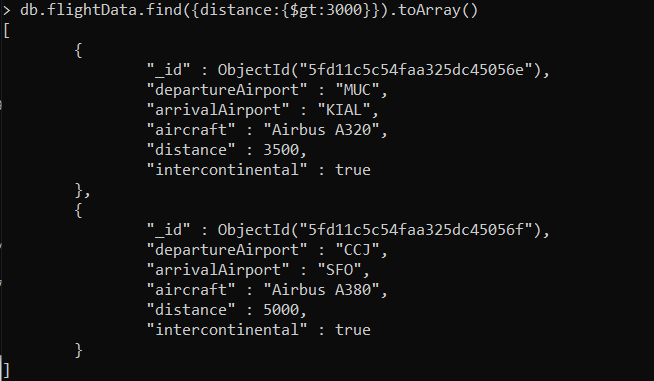 > db.flightData.find({distance:{$gt:3000}}).toArray()
[
        {
                "_id" : ObjectId("5fd11c5c54faa325dc45056e"),
                "departureAirport" : "MUC",
                "arrivalAirport" : "KIAL",
                "aircraft" : "Airbus A320",
                "distance" : 3500,
                "intercontinental" : true
        },
        {
                "_id" : ObjectId("5fd11c5c54faa325dc45056f"),
                "departureAirport" : "CCJ",
                "arrivalAirport" : "SFO",
                "aircraft" : "Airbus A380",
                "distance" : 5000,
                "intercontinental" : true
        }
]